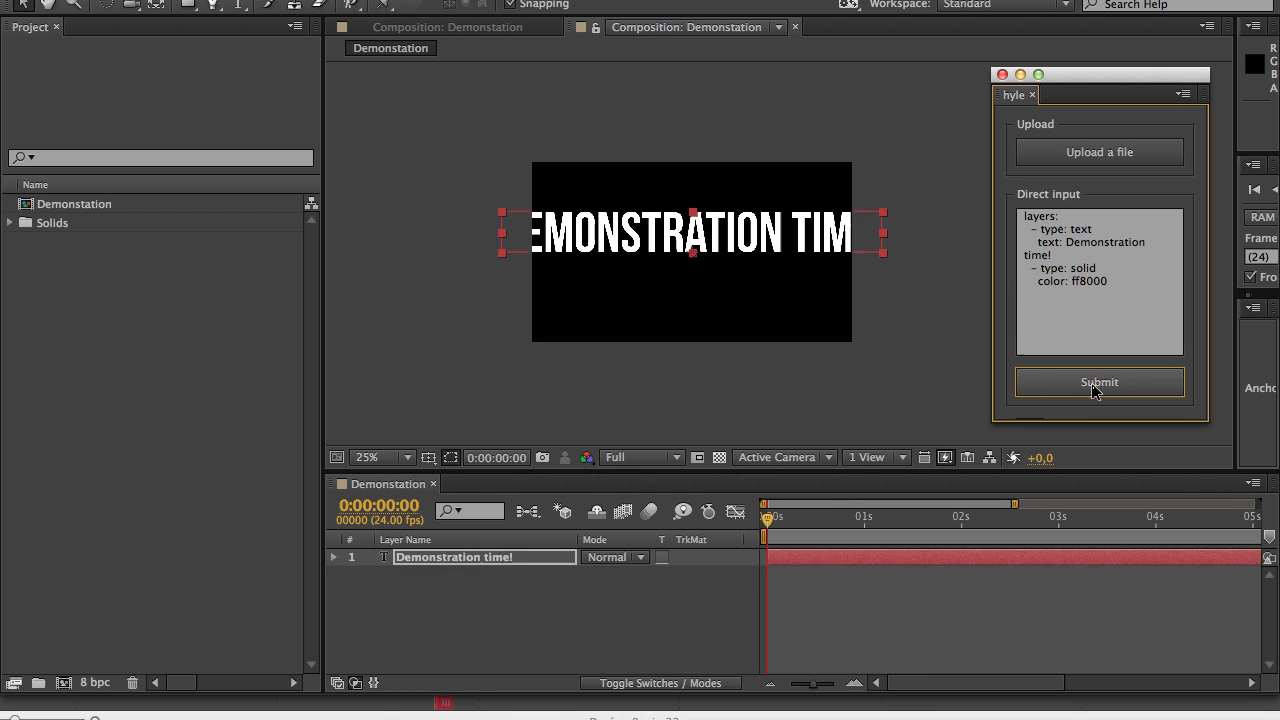 Snapping
Workspace: Standard
Search Help
Project ×
Composition: Demonstation
Composition: Demonstation ×
Demonstation
Name
Demonstation
Solids
EMONSTRATION TIM
hyle ×
Upload
Upload a file
Direct input
layers:
- type: text
text: Demonstration
time!
- type: solid
color: ff8000
Submit
R
G
B
A
RAM
Frame
(24)
Fro
Ancho
25%
0:00:00:00
Full
Active Camera
1 View
+0,0
Demonstation ×
0:00:00:00
00000 (24.00 fps)
# Layer Name Mode T TrkMat
1 T Demonstration time! Normal
00s 01s 02s 03s 04s 05s
8 bpc
Toggle Switches / Modes